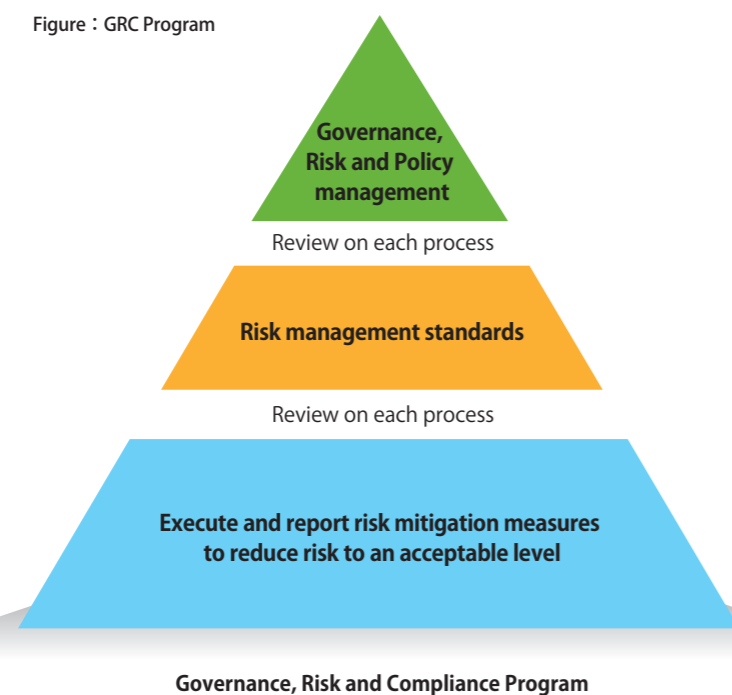 Figure：GRC Program
Governance,
Risk and Policy
management
Review on each process
Risk management standards
Review on each process
Execute and report risk mitigation measures
to reduce risk to an acceptable level
Governance, Risk and Compliance Program